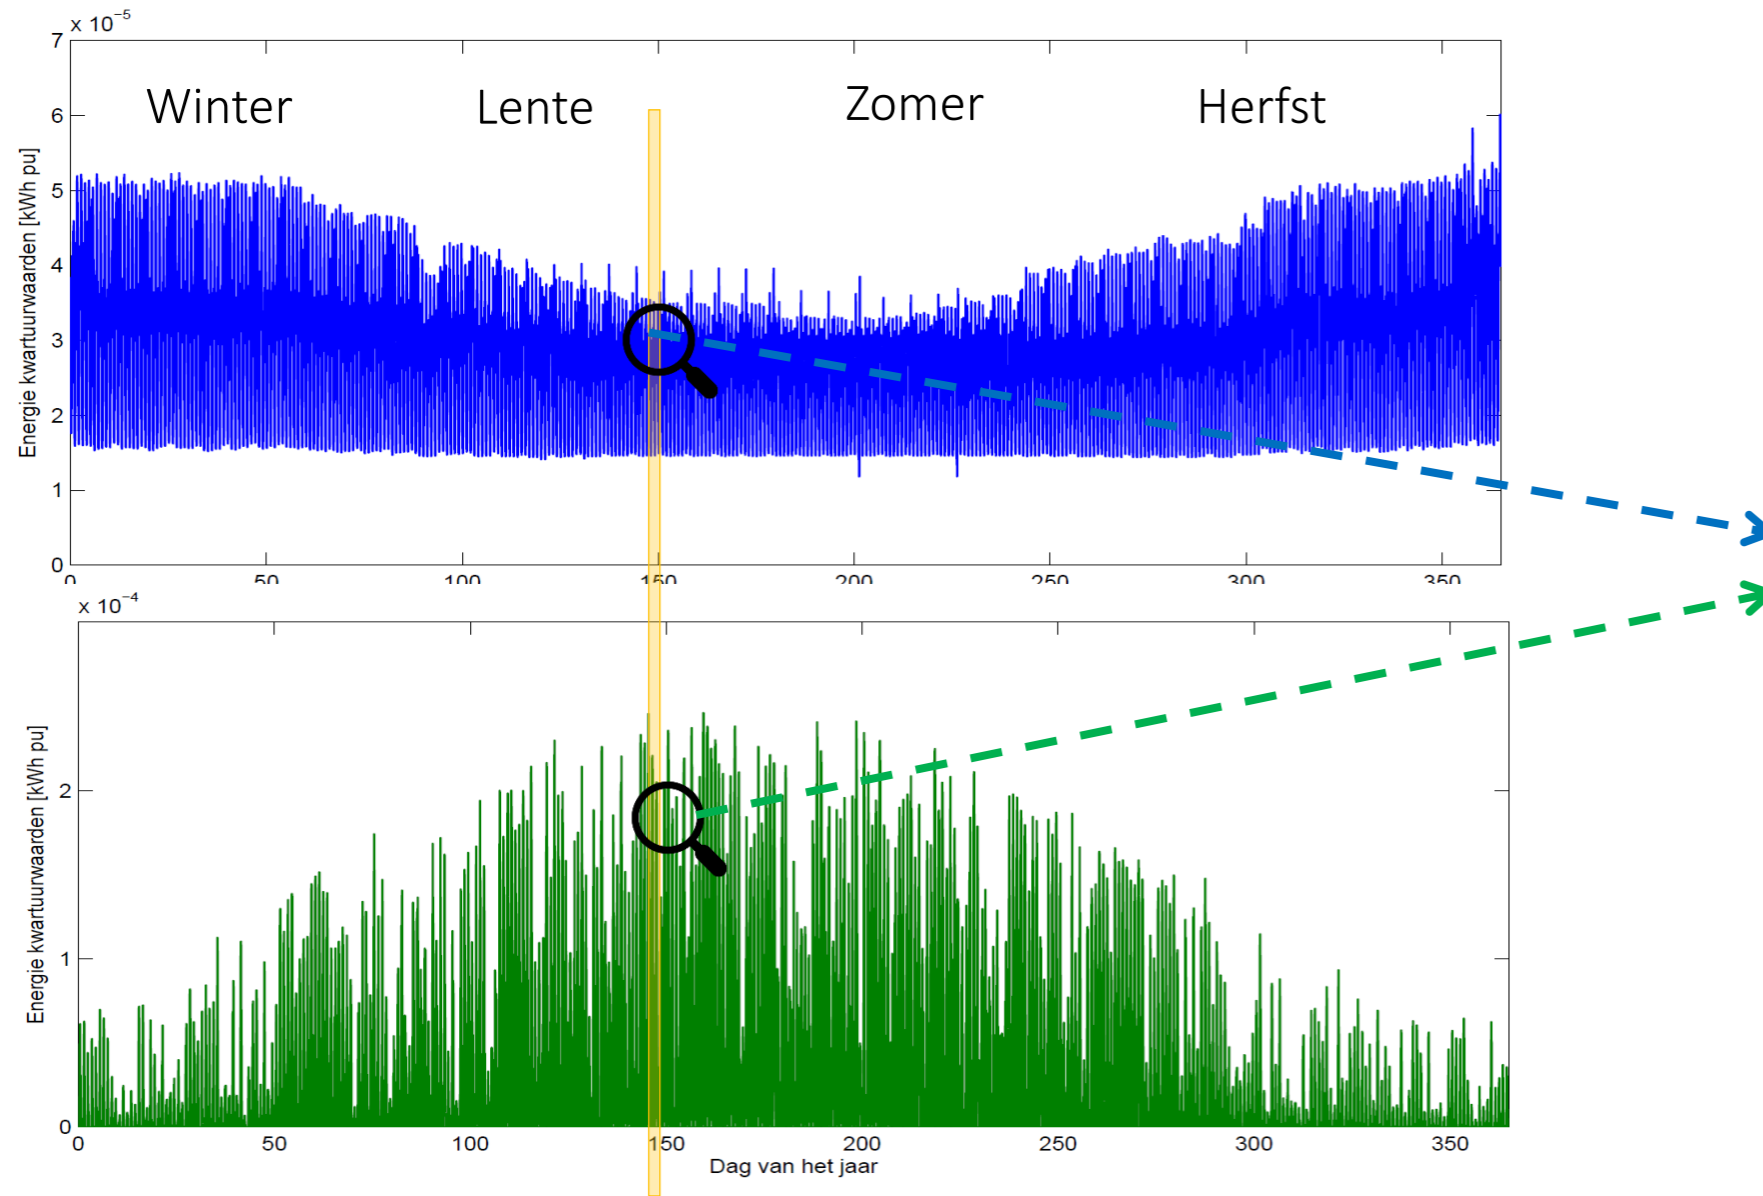 x 10⁻⁵
7
Winter Lente Zomer Herfst
6
5
4
3
2
1
0
Energie kwartuurwaarden [kWh pu]
0 50 100 150 200 250 300 350
x 10⁻⁴
2
1
0
Energie kwartuurwaarden [kWh pu]
0 50 100 150 200 250 300 350
Dag van het jaar